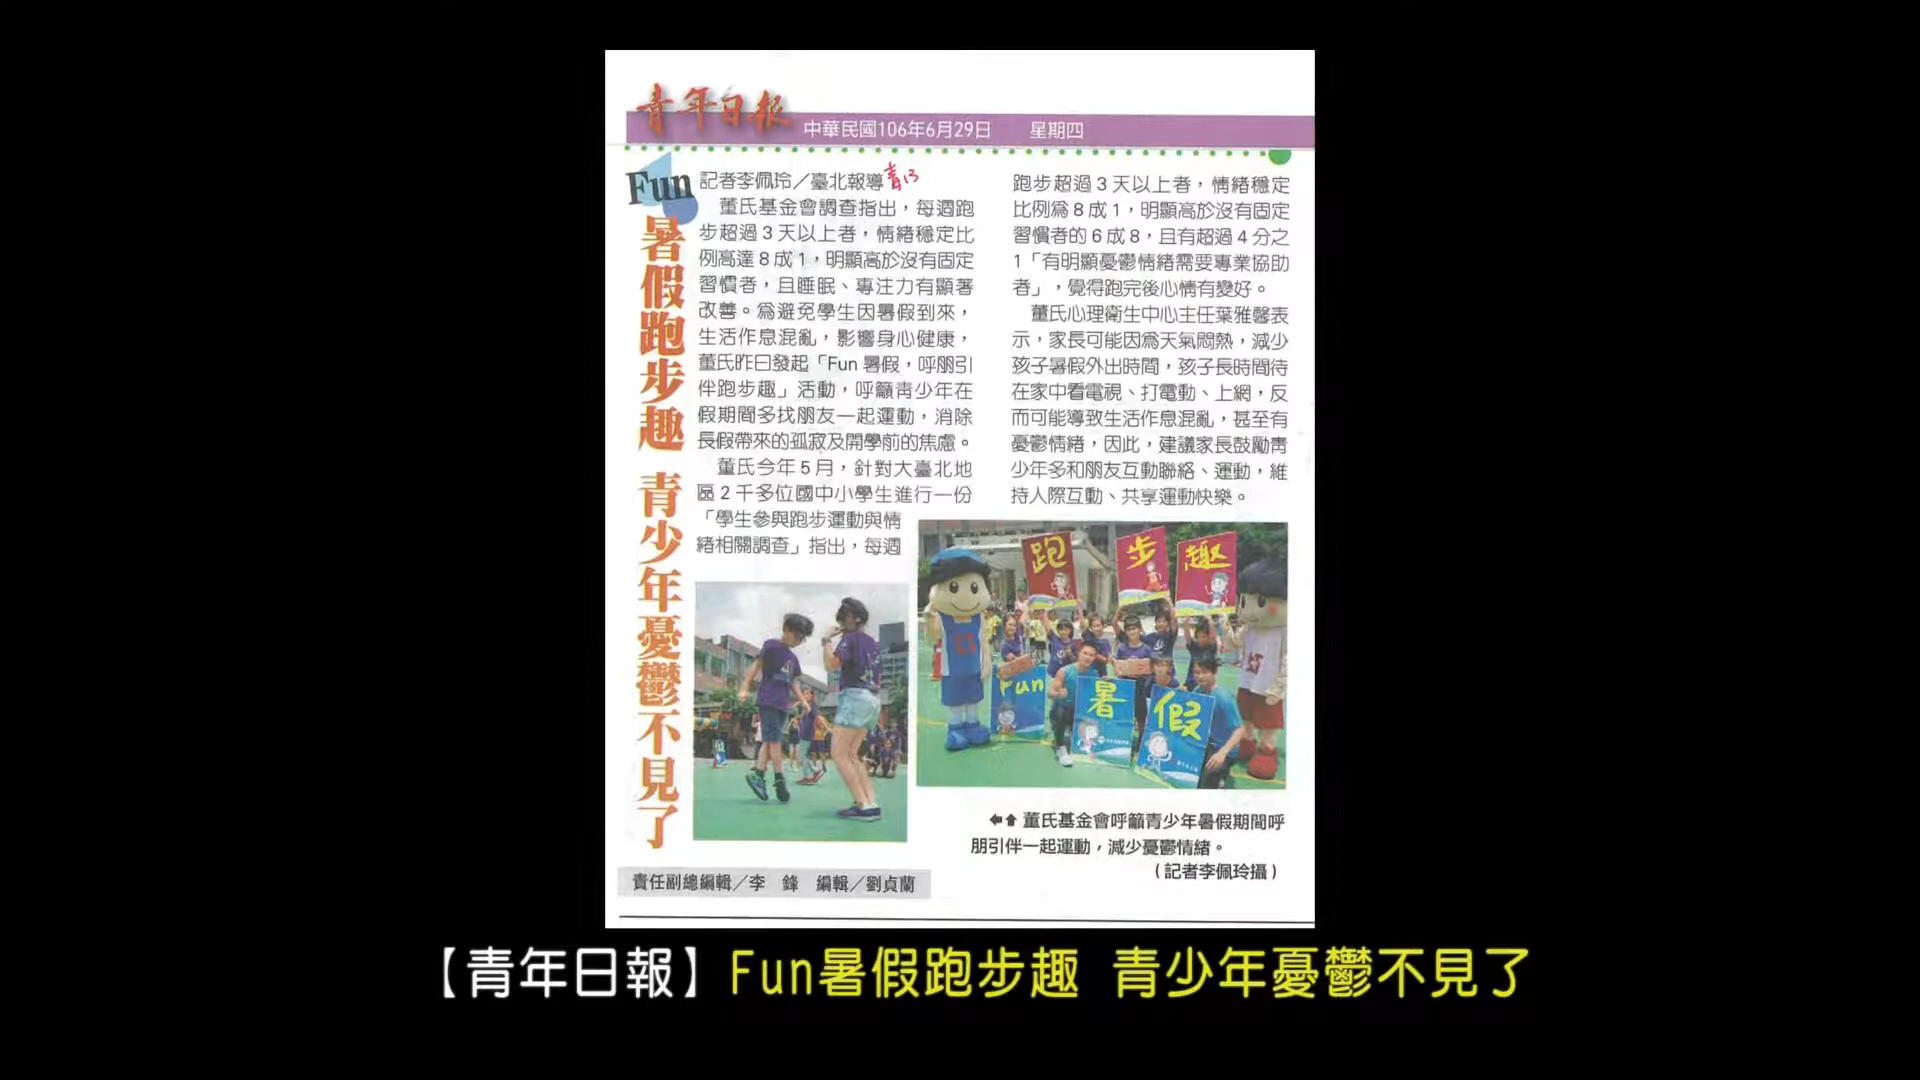 青年日報
中華民國106年6月29日 星期四
Fun
暑假跑步趣 青少年憂鬱不見了
記者李佩玲／臺北報導
青13
董氏基金會調查指出，每週跑
步超過3天以上者，情緒穩定比
例高達8成1，明顯高於沒有固定
習慣者，且睡眠、專注力有顯著
改善。為避免學生因暑假到來，
生活作息混亂，影響身心健康，
董氏昨日發起「Fun 暑假，呼朋引
伴跑步趣」活動，呼籲青少年在
假期間多找朋友一起運動，消除
長假帶來的孤寂及開學前的焦慮。
董氏今年5月，針對大臺北地
區2千多位國中小學生進行一份
「學生參與跑步運動與情
緒相關調查」指出，每週
跑步超過3天以上者，情緒穩定
比例為8成1，明顯高於沒有固定
習慣者的6成8，且有超過4分之
1「有明顯憂鬱情緒需要專業協助
者」，覺得跑完後心情有變好。
董氏心理衛生中心主任葉雅馨表
示，家長可能因為天氣悶熱，減少
孩子暑假外出時間，孩子長時間待
在家中看電視、打電動、上網，反
而可能導致生活作息混亂，甚至有
憂鬱情緒，因此，建議家長鼓勵青
少年多和朋友互動聯絡、運動，維
持人際互動、共享運動快樂。
跑步趣
Fun暑假
⬅⬆董氏基金會呼籲青少年暑假期間呼
朋引伴一起運動，減少憂鬱情緒。
（記者李佩玲攝）
責任副總編輯／李 鋒 編輯／劉貞蘭
【青年日報】Fun暑假跑步趣 青少年憂鬱不見了